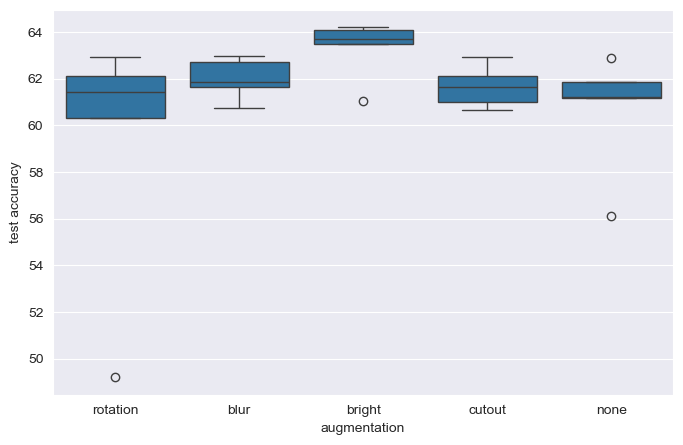 64
62
60
58
56
54
52
50
test accuracy
rotation
blur
bright
cutout
none
augmentation